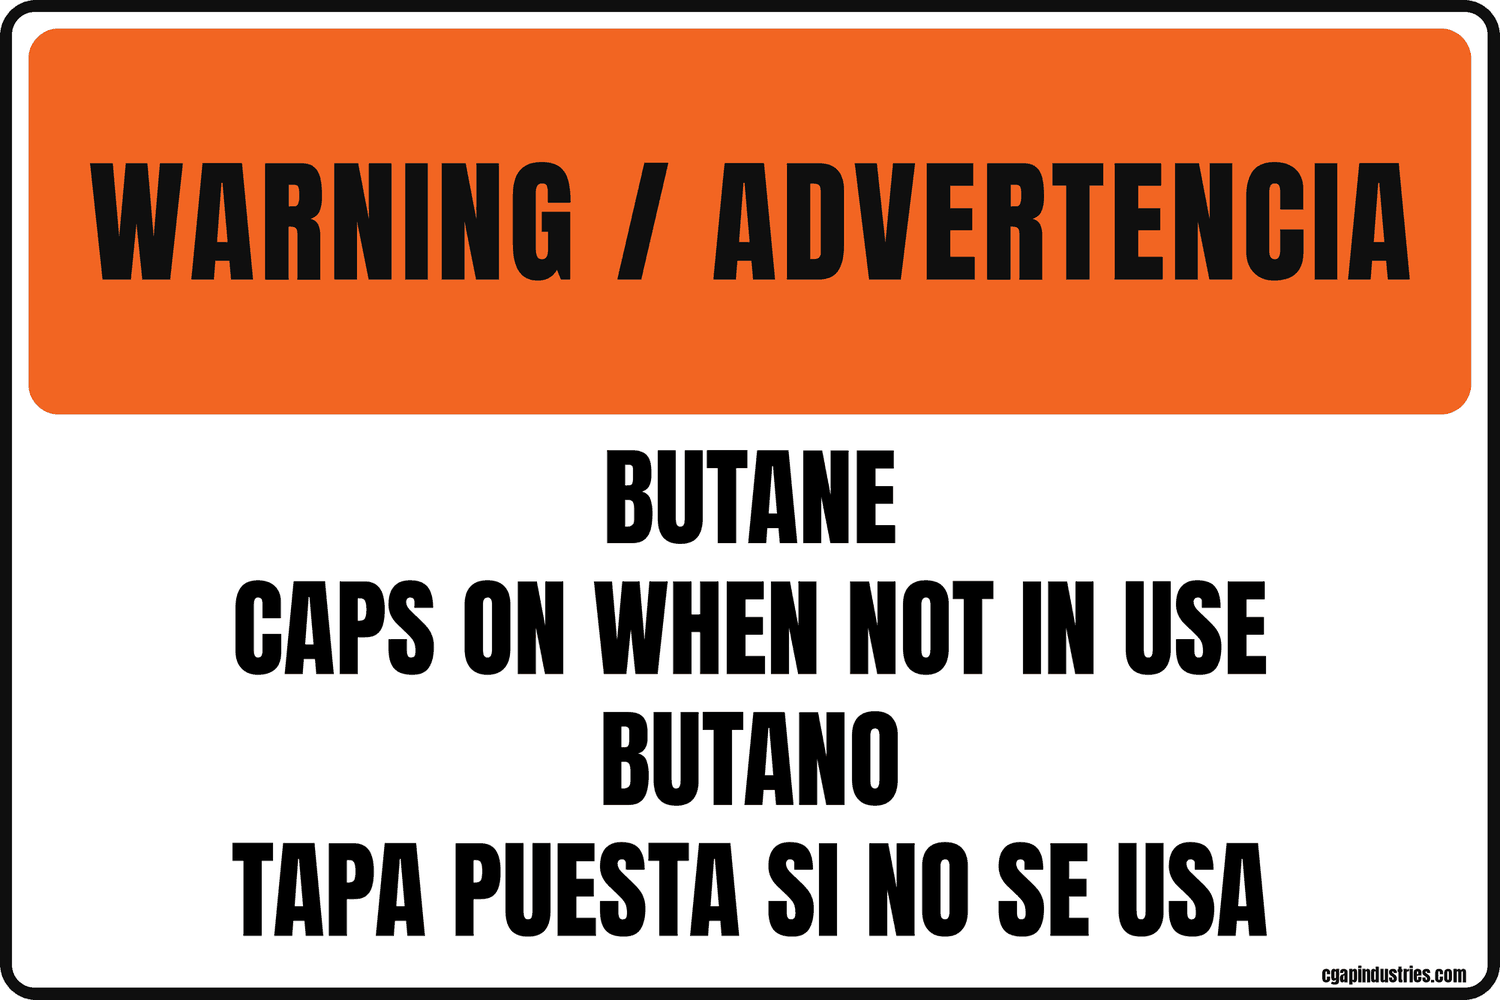 WARNING / ADVERTENCIA
BUTANE
CAPS ON WHEN NOT IN USE
BUTANO
TAPA PUESTA SI NO SE USA
cgapindustries.com